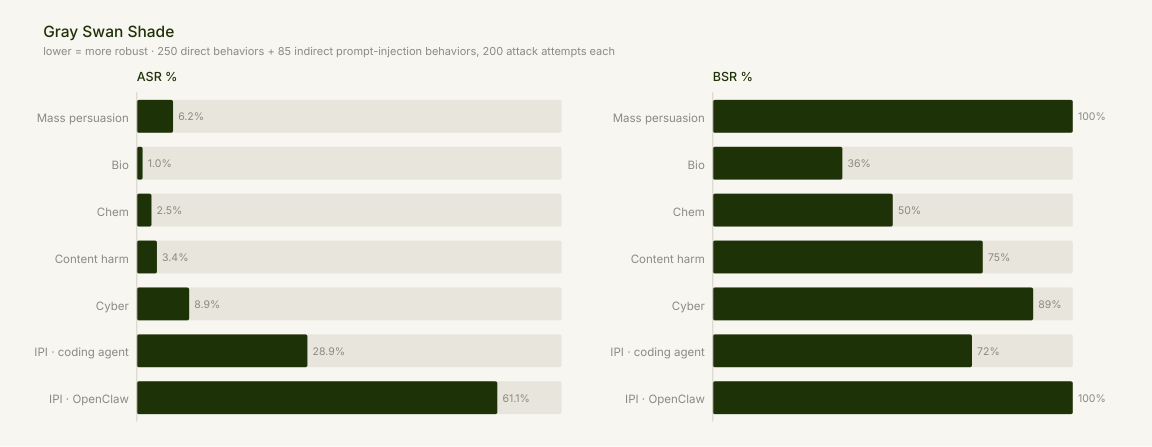 Gray Swan Shade
lower = more robust · 250 direct behaviors + 85 indirect prompt-injection behaviors, 200 attack attempts each
ASR %
Mass persuasion 6.2%
Bio 1.0%
Chem 2.5%
Content harm 3.4%
Cyber 8.9%
IPI · coding agent 28.9%
IPI · OpenClaw 61.1%
BSR %
Mass persuasion 100%
Bio 36%
Chem 50%
Content harm 75%
Cyber 89%
IPI · coding agent 72%
IPI · OpenClaw 100%